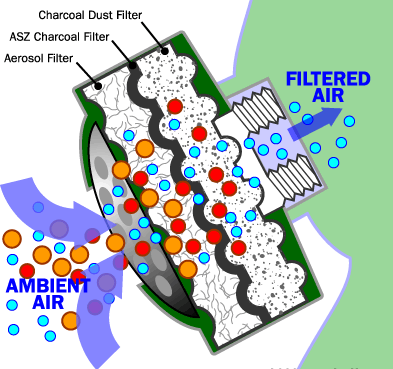 Charcoal Dust Filter
ASZ Charcoal Filter
Aerosol Filter
FILTERED
AIR
AMBIENT
AIR